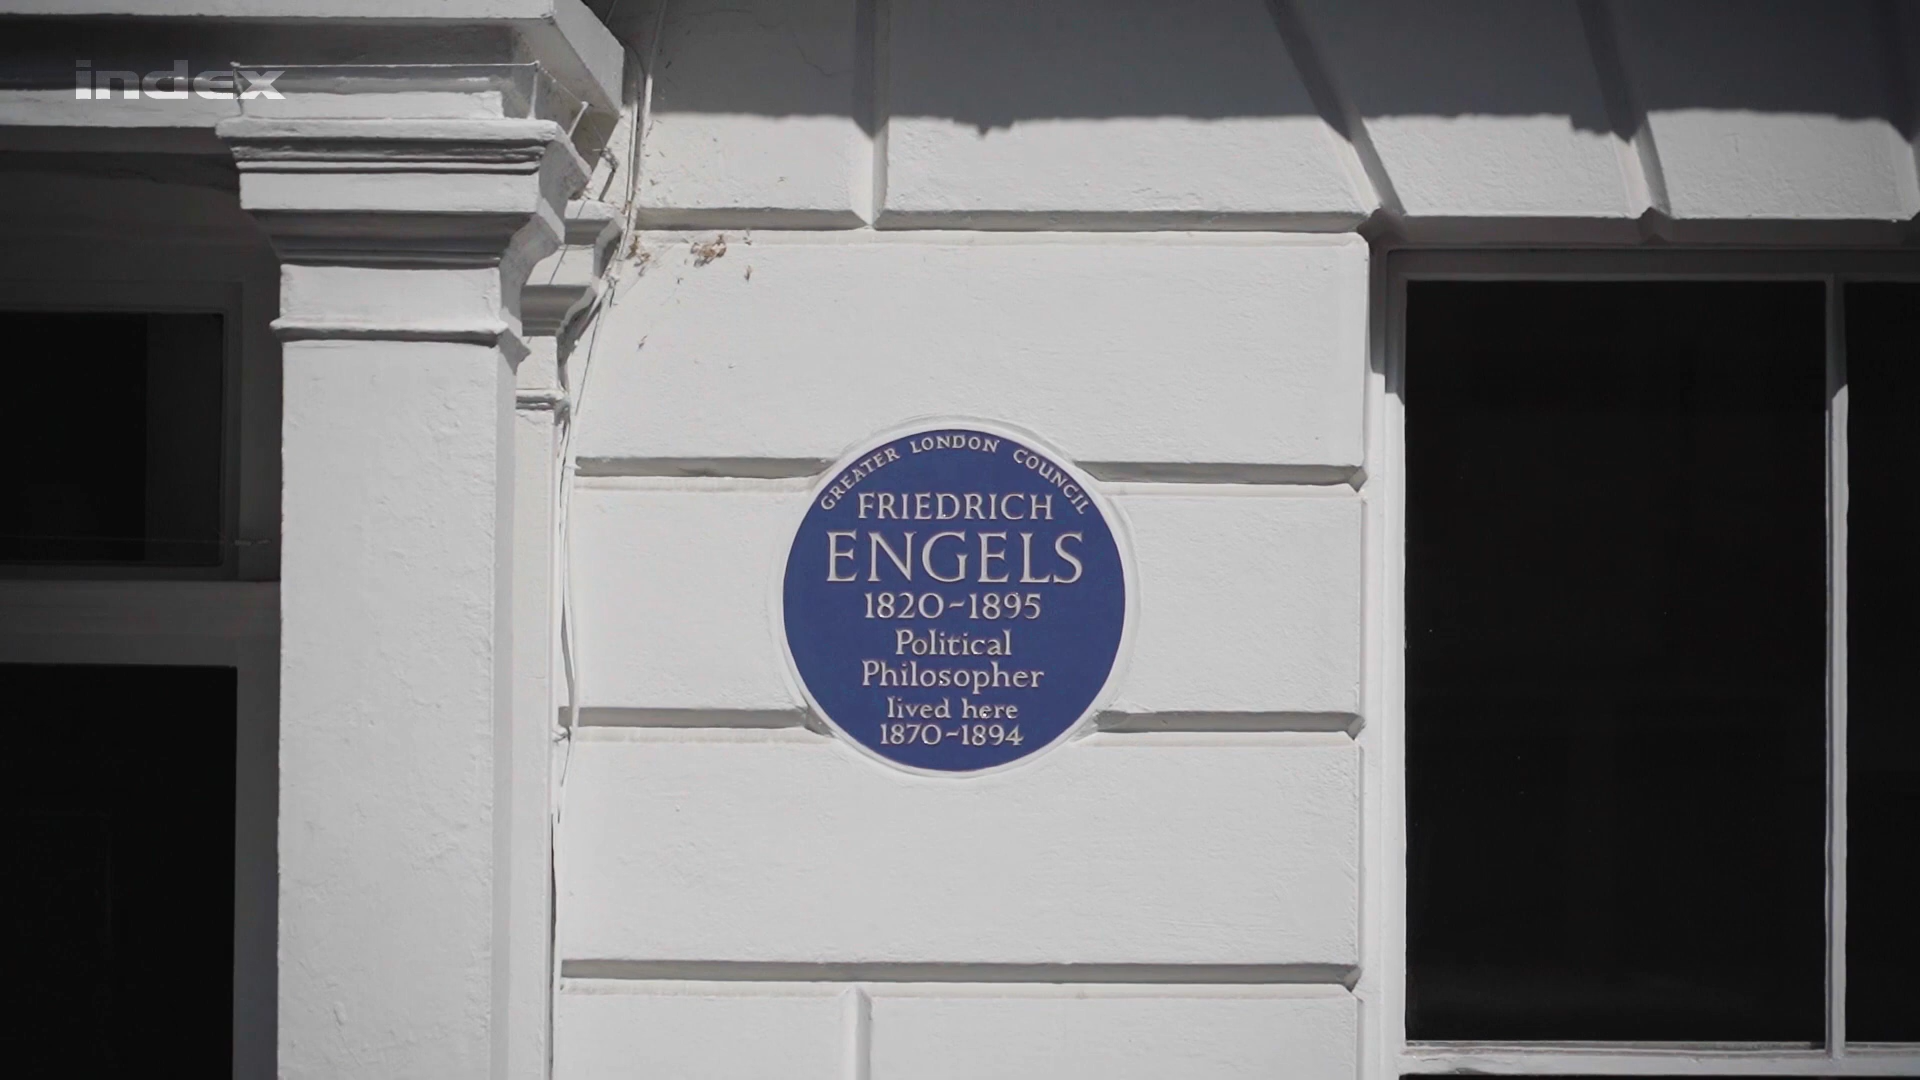 index
GREATER LONDON COUNCIL
FRIEDRICH
ENGELS
1820~1895
Political
Philosopher
lived here
1870~1894